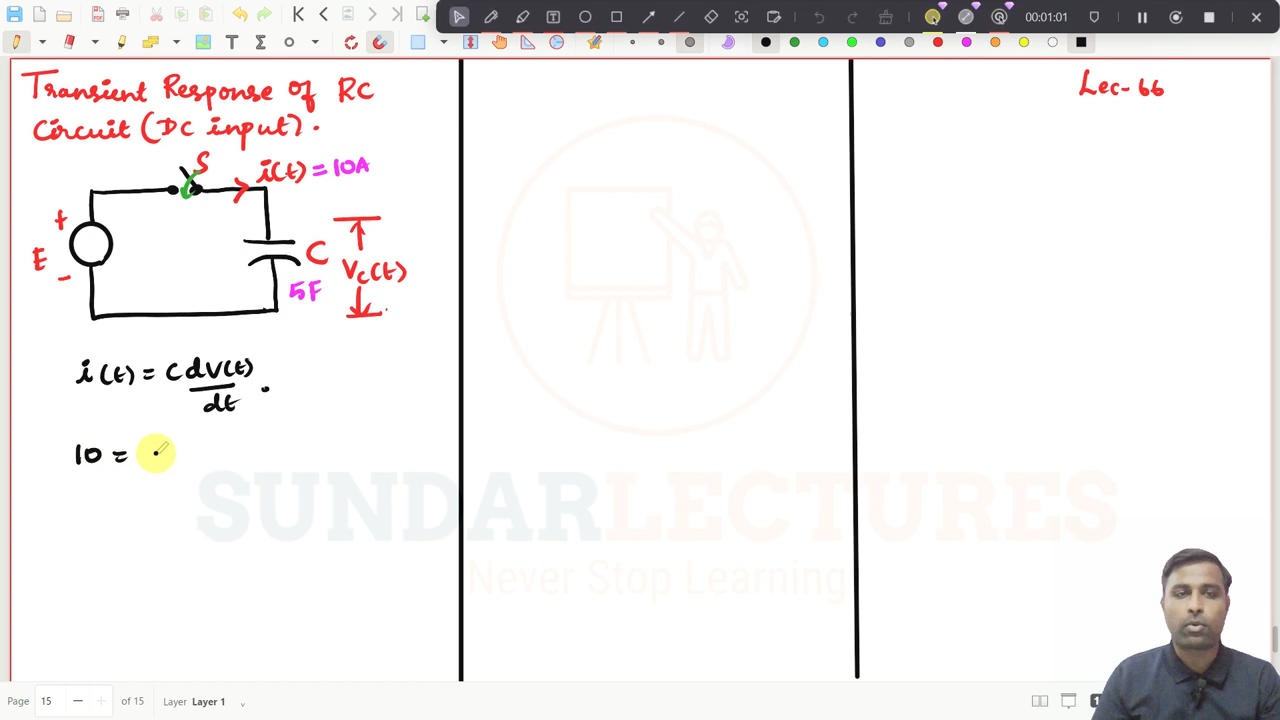 00:01:01
Transient Response of RC
Circuit (DC input).
Lec-66
S
i(t) = 10A
+
E
-
C
Vc(t)
5F
i(t) = C dv(t)
dt .
10 =
SUNDARLECTURES
Never Stop Learning
Page 15 of 15 Layer Layer 1